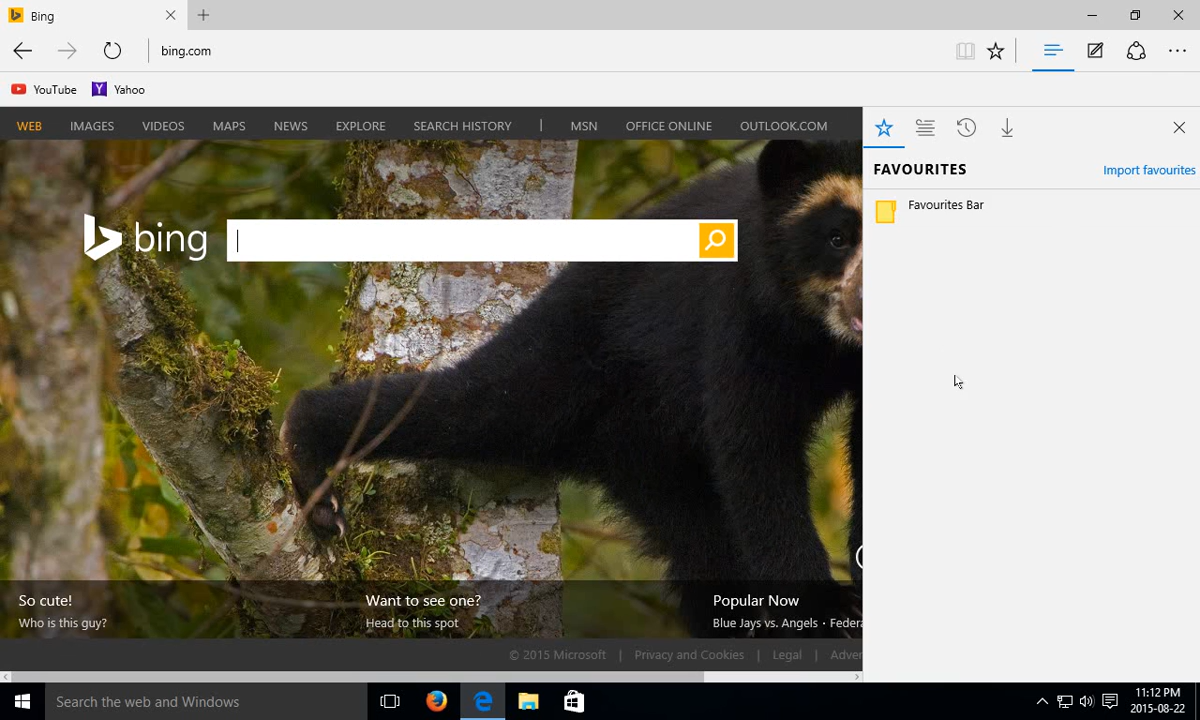 Bing
bing.com
YouTube Yahoo
WEB IMAGES VIDEOS MAPS NEWS EXPLORE SEARCH HISTORY | MSN OFFICE ONLINE OUTLOOK.COM
FAVOURITES Import favourites
Favourites Bar
bing
So cute! Want to see one? Popular Now
Who is this guy? Head to this spot Blue Jays vs. Angels · Federa
© 2015 Microsoft | Privacy and Cookies | Legal | Adver
Search the web and Windows
11:12 PM
2015-08-22